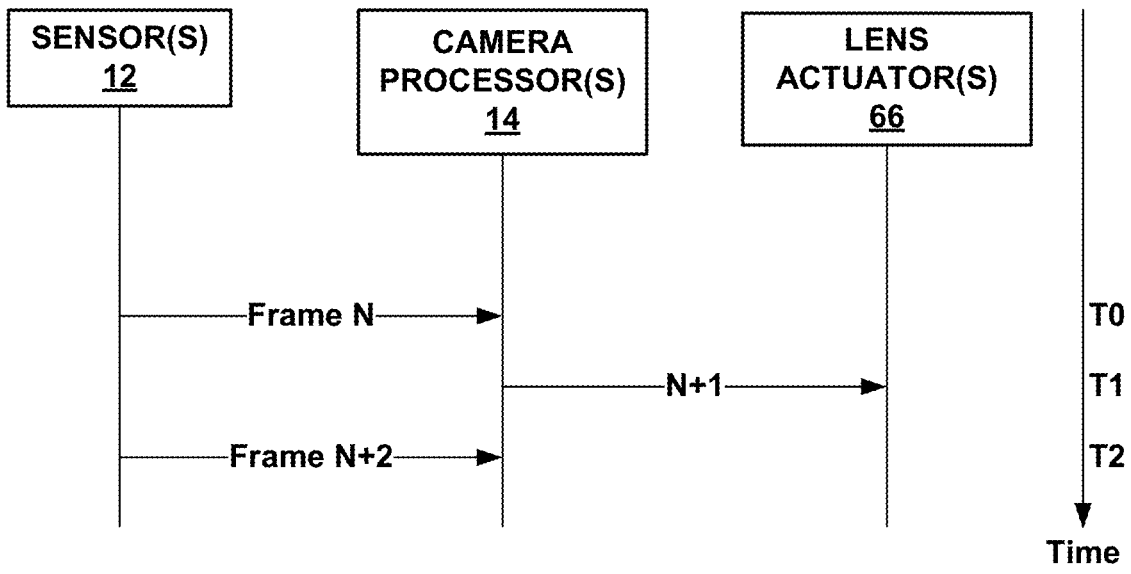 SENSOR(S)
12
CAMERA
PROCESSOR(S)
14
LENS
ACTUATOR(S)
66
Frame N
T0
N+1
T1
Frame N+2
T2
Time